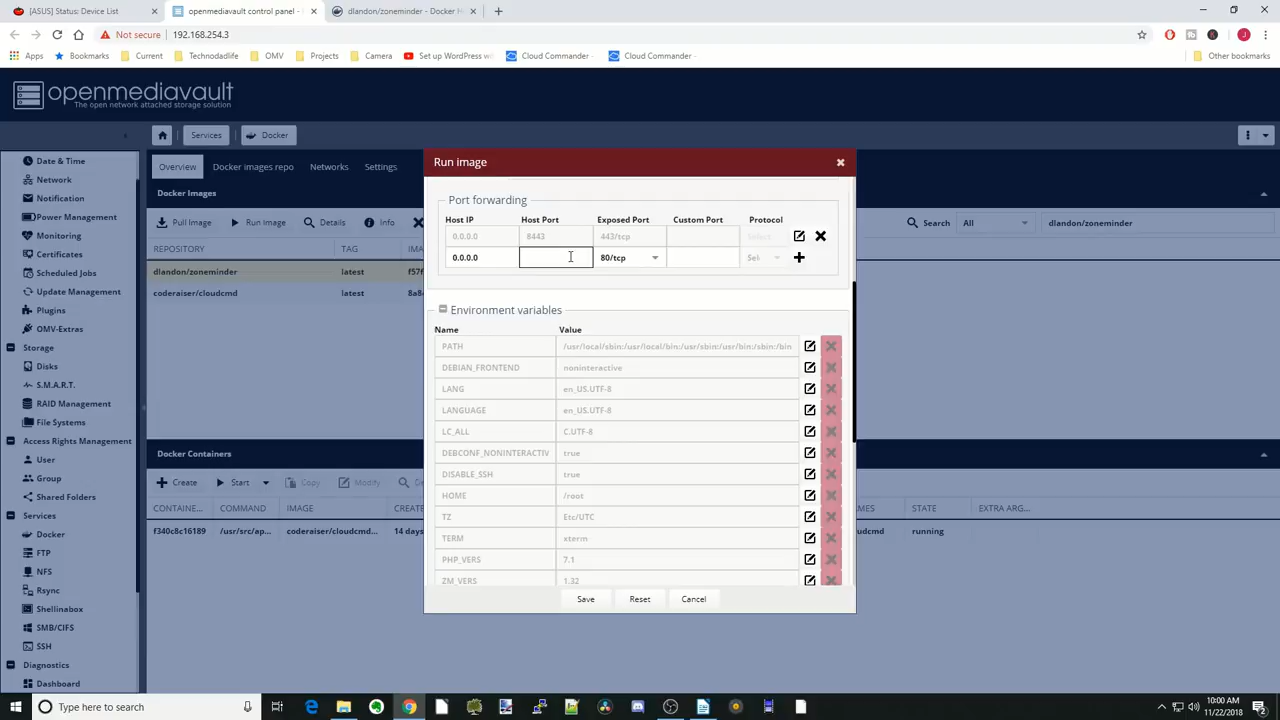 [ASUS] Status: Device List
openmediavault control panel -
dlandon/zoneminder - Docker H
Not secure
192.168.254.3
Apps
Bookmarks
Current
Technodadlife
OMV
Projects
Camera
Set up WordPress wi
Cloud Commander -
Cloud Commander -
Other bookmarks
openmediavault
The open network attached storage solution
Services
Docker
Date & Time
Network
Notification
Power Management
Monitoring
Certificates
Scheduled Jobs
Update Management
Plugins
OMV-Extras
Storage
Disks
S.M.A.R.T.
RAID Management
File Systems
Access Rights Management
User
Group
Shared Folders
Services
Docker
FTP
NFS
Rsync
Shellinabox
SMB/CIFS
SSH
Diagnostics
Dashboard
Overview
Docker images repo
Networks
Settings
Docker Images
Pull Image
Run Image
Details
Info
Search
All
dlandon/zoneminder
REPOSITORY
TAG
dlandon/zoneminder
latest
f57f
coderaiser/cloudcmd
latest
8a8
Docker Containers
Create
Start
Copy
Modify
CONTAINE...
COMMAND
IMAGE
AMES
STATE
EXTRA ARG...
f340c8c16189
/usr/src/ap...
coderaiser/cloudcmd...
14 days
oudcmd
running
Run image
Port forwarding
Host IP
Host Port
Exposed Port
Custom Port
Protocol
0.0.0.0
8443
443/tcp
Select
0.0.0.0
80/tcp
Environment variables
Name
Value
PATH
/usr/local/sbin:/usr/local/bin:/usr/sbin:/usr/bin:/sbin:/bin
DEBIAN_FRONTEND
noninteractive
LANG
en_US.UTF-8
LANGUAGE
en_US.UTF-8
LC_ALL
C.UTF-8
DEBCONF_NONINTERACTIV
true
DISABLE_SSH
true
HOME
/root
TZ
Etc/UTC
TERM
xterm
PHP_VERS
7.1
ZM_VERS
1.32
Save
Reset
Cancel
Type here to search
10:00 AM
11/22/2018